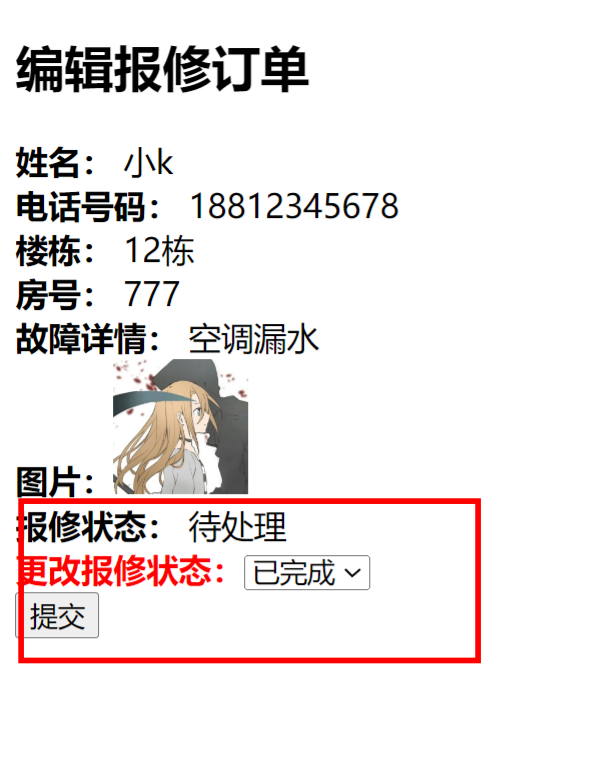 编辑报修订单
姓名： 小k
电话号码： 18812345678
楼栋： 12栋
房号： 777
故障详情： 空调漏水
图片：
报修状态： 待处理
更改报修状态： 已完成
提交